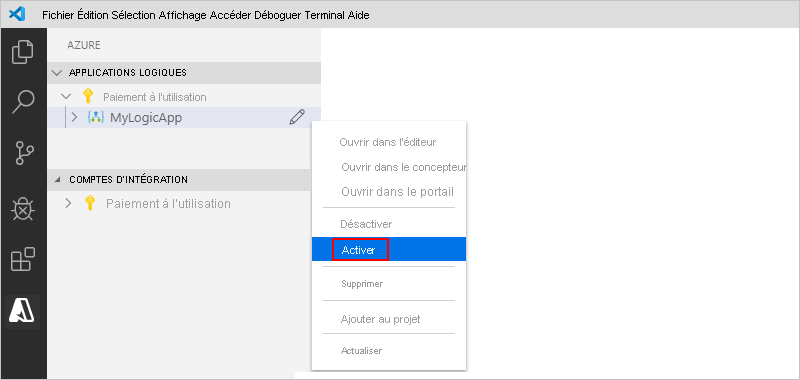 Fichier Édition Sélection Affichage Accéder Déboguer Terminal Aide
AZURE
APPLICATIONS LOGIQUES
Paiement à l'utilisation
MyLogicApp
Ouvrir dans l'éditeur
Ouvrir dans le concepteur
Ouvrir dans le portail
Désactiver
Activer
Supprimer
Ajouter au projet
Actualiser
COMPTES D'INTÉGRATION
Paiement à l'utilisation